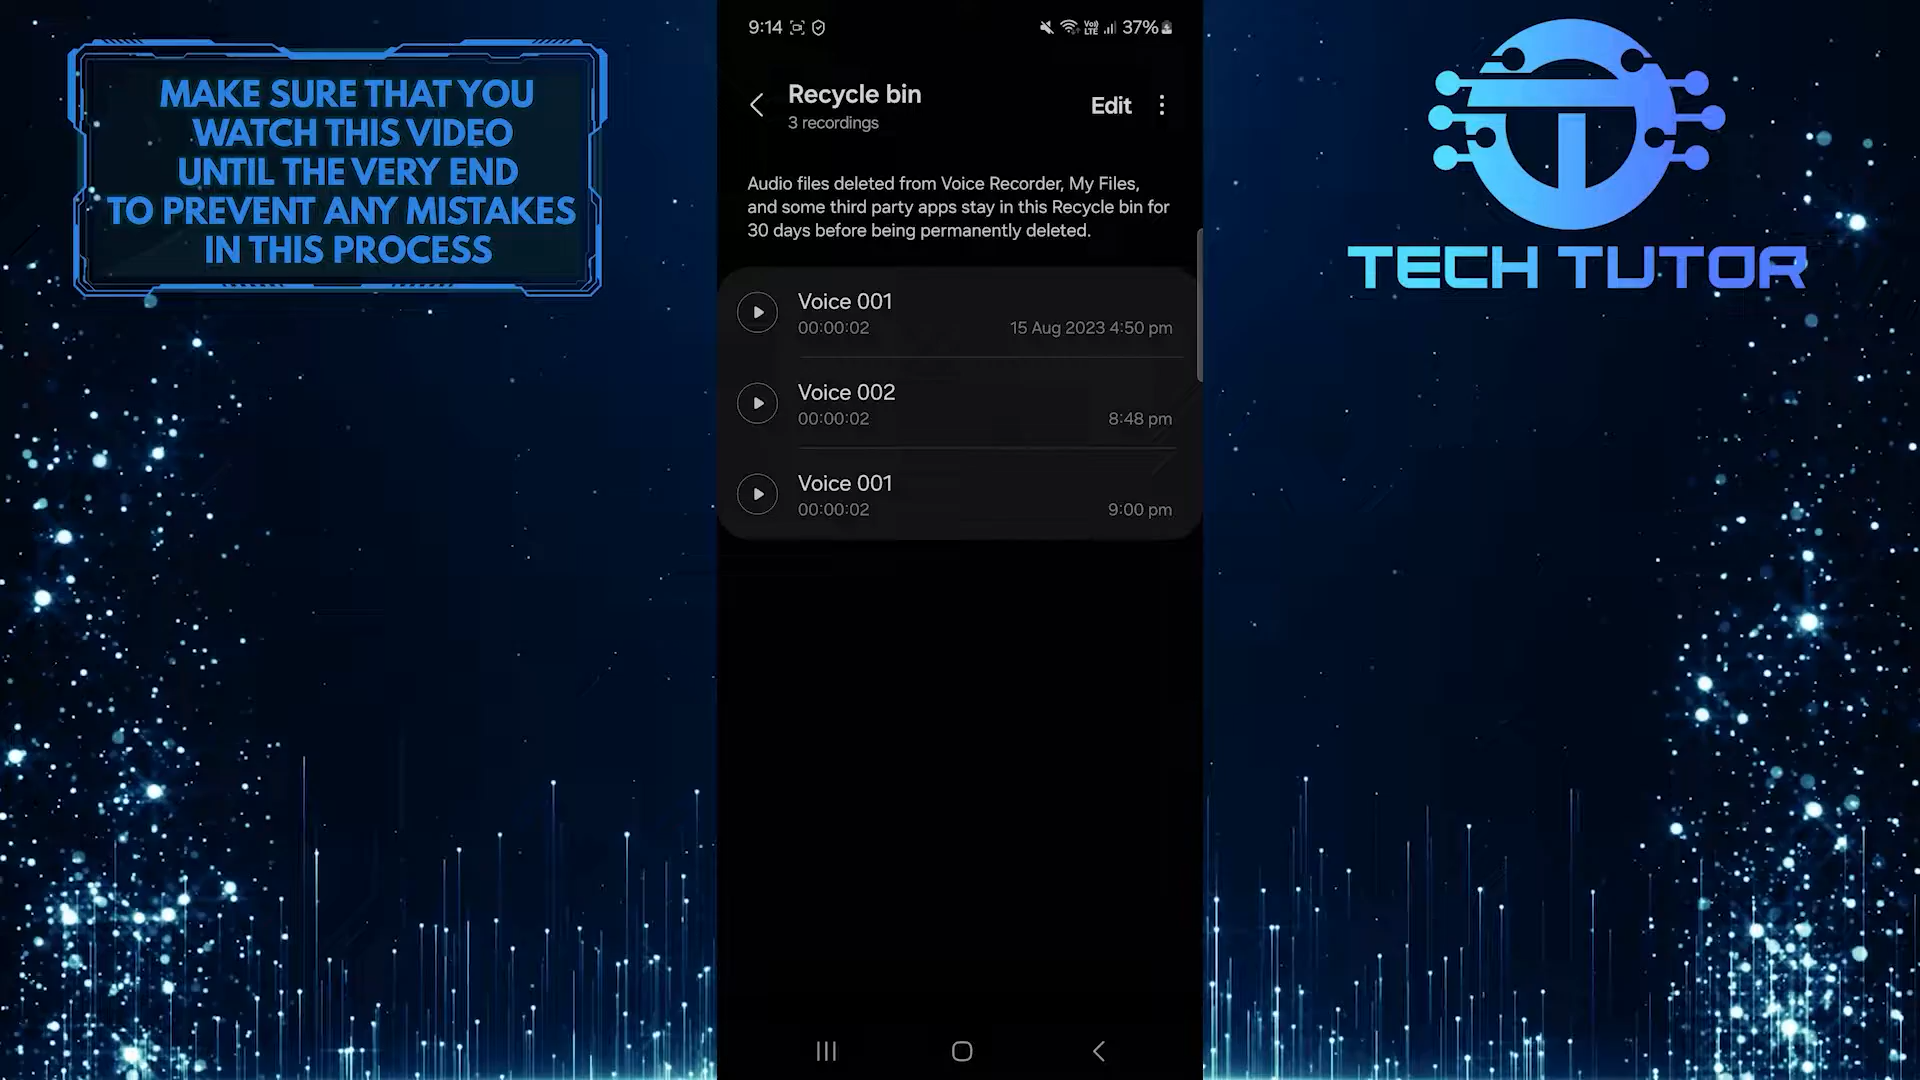 MAKE SURE THAT YOU
WATCH THIS VIDEO
UNTIL THE VERY END
TO PREVENT ANY MISTAKES
IN THIS PROCESS
9:14
Vo)) LTE
37%
Recycle bin
3 recordings
Edit
Audio files deleted from Voice Recorder, My Files,
and some third party apps stay in this Recycle bin for
30 days before being permanently deleted.
Voice 001
00:00:02
15 Aug 2023 4:50 pm
Voice 002
00:00:02
8:48 pm
Voice 001
00:00:02
9:00 pm
TECH TUTOR